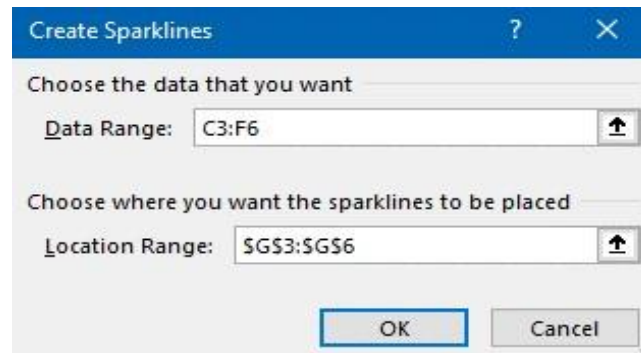 Create Sparklines ? ×
Choose the data that you want
Data Range: C3:F6
Choose where you want the sparklines to be placed
Location Range: $G$3:$G$6
OK Cancel